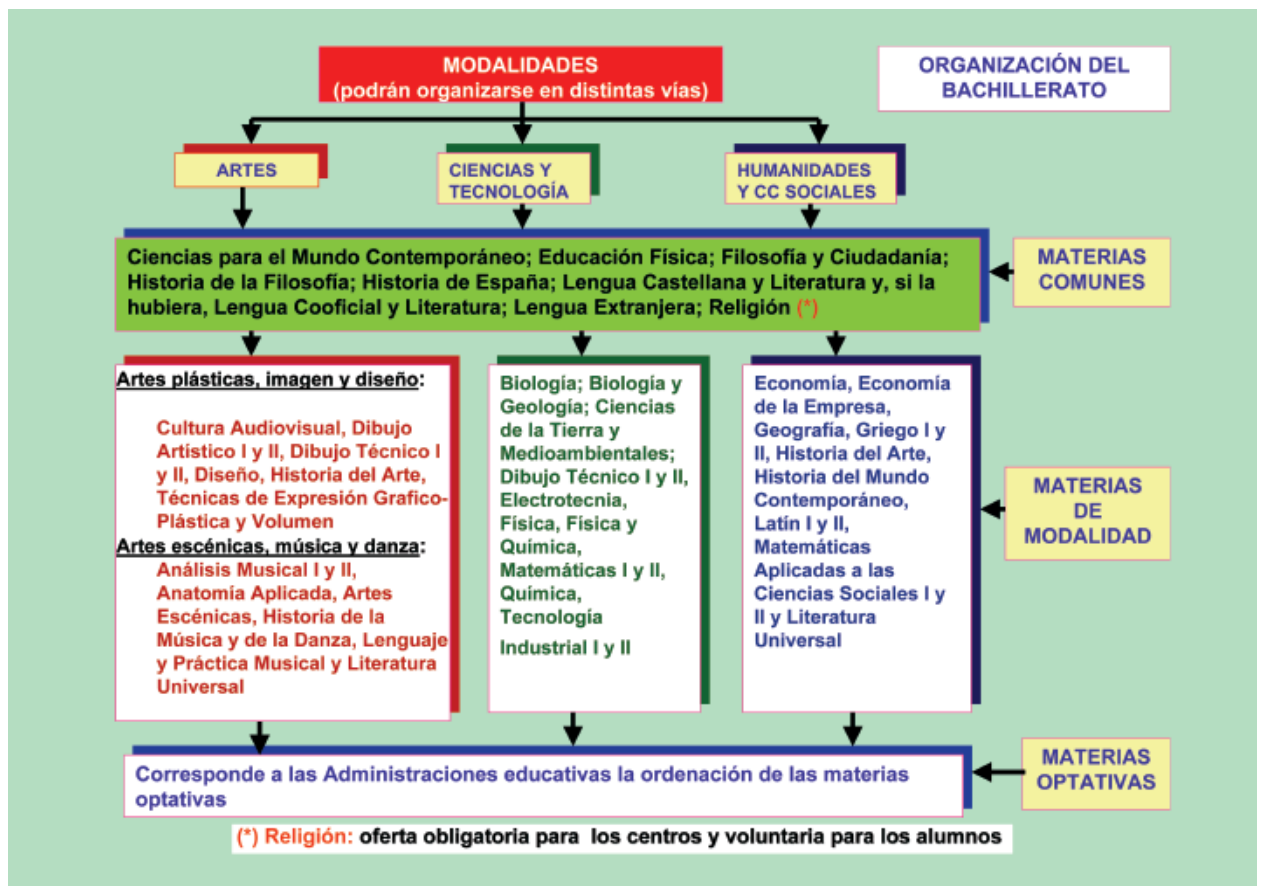 MODALIDADES
(podrán organizarse en distintas vías)
ORGANIZACIÓN DEL
BACHILLERATO
ARTES
CIENCIAS Y
TECNOLOGÍA
HUMANIDADES
Y CC SOCIALES
Ciencias para el Mundo Contemporáneo; Educación Física; Filosofía y Ciudadanía;
Historia de la Filosofía; Historia de España; Lengua Castellana y Literatura y, si la
hubiera, Lengua Cooficial y Literatura; Lengua Extranjera; Religión (*)
MATERIAS
COMUNES
Artes plásticas, imagen y diseño:
Cultura Audiovisual, Dibujo
Artístico I y II, Dibujo Técnico I
y II, Diseño, Historia del Arte,
Técnicas de Expresión Grafico-
Plástica y Volumen
Artes escénicas, música y danza:
Análisis Musical I y II,
Anatomía Aplicada, Artes
Escénicas, Historia de la
Música y de la Danza, Lenguaje
y Práctica Musical y Literatura
Universal
Biología; Biología y
Geología; Ciencias
de la Tierra y
Medioambientales;
Dibujo Técnico I y II,
Electrotecnia,
Física, Física y
Química,
Matemáticas I y II,
Química,
Tecnología
Industrial I y II
Economía, Economía
de la Empresa,
Geografía, Griego I y
II, Historia del Arte,
Historia del Mundo
Contemporáneo,
Latín I y II,
Matemáticas
Aplicadas a las
Ciencias Sociales I y
II y Literatura
Universal
MATERIAS
DE
MODALIDAD
Corresponde a las Administraciones educativas la ordenación de las materias
optativas
MATERIAS
OPTATIVAS
(*) Religión: oferta obligatoria para los centros y voluntaria para los alumnos